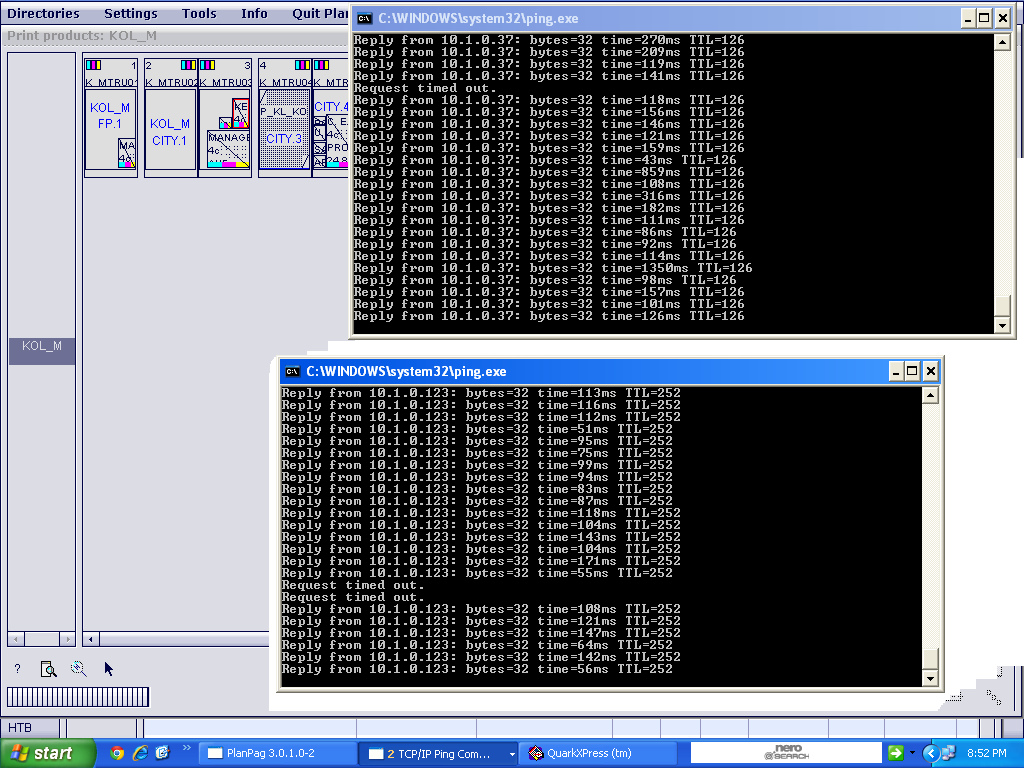 Directories Settings Tools Info Quit Plan
Print products: KOL_M
1 2 3 4
K_MTRU01 K_MTRU02 K_MTRU03 K_MTRU04
KOL_M
FP.1
MA
4c
KOL_M
CITY.1
KE
4c
MANAGE
4c
P_KL_KO
CITY.3
CITY.4
KOL_M
C:\WINDOWS\system32\ping.exe
Reply from 10.1.0.37: bytes=32 time=270ms TTL=126
Reply from 10.1.0.37: bytes=32 time=209ms TTL=126
Reply from 10.1.0.37: bytes=32 time=119ms TTL=126
Reply from 10.1.0.37: bytes=32 time=141ms TTL=126
Request timed out.
Reply from 10.1.0.37: bytes=32 time=118ms TTL=126
Reply from 10.1.0.37: bytes=32 time=156ms TTL=126
Reply from 10.1.0.37: bytes=32 time=146ms TTL=126
Reply from 10.1.0.37: bytes=32 time=121ms TTL=126
Reply from 10.1.0.37: bytes=32 time=159ms TTL=126
Reply from 10.1.0.37: bytes=32 time=43ms TTL=126
Reply from 10.1.0.37: bytes=32 time=859ms TTL=126
Reply from 10.1.0.37: bytes=32 time=108ms TTL=126
Reply from 10.1.0.37: bytes=32 time=316ms TTL=126
Reply from 10.1.0.37: bytes=32 time=182ms TTL=126
Reply from 10.1.0.37: bytes=32 time=111ms TTL=126
Reply from 10.1.0.37: bytes=32 time=86ms TTL=126
Reply from 10.1.0.37: bytes=32 time=92ms TTL=126
Reply from 10.1.0.37: bytes=32 time=114ms TTL=126
Reply from 10.1.0.37: bytes=32 time=1350ms TTL=126
Reply from 10.1.0.37: bytes=32 time=98ms TTL=126
Reply from 10.1.0.37: bytes=32 time=157ms TTL=126
Reply from 10.1.0.37: bytes=32 time=101ms TTL=126
Reply from 10.1.0.37: bytes=32 time=126ms TTL=126
C:\WINDOWS\system32\ping.exe
Reply from 10.1.0.123: bytes=32 time=113ms TTL=252
Reply from 10.1.0.123: bytes=32 time=116ms TTL=252
Reply from 10.1.0.123: bytes=32 time=112ms TTL=252
Reply from 10.1.0.123: bytes=32 time=51ms TTL=252
Reply from 10.1.0.123: bytes=32 time=95ms TTL=252
Reply from 10.1.0.123: bytes=32 time=75ms TTL=252
Reply from 10.1.0.123: bytes=32 time=99ms TTL=252
Reply from 10.1.0.123: bytes=32 time=94ms TTL=252
Reply from 10.1.0.123: bytes=32 time=83ms TTL=252
Reply from 10.1.0.123: bytes=32 time=87ms TTL=252
Reply from 10.1.0.123: bytes=32 time=118ms TTL=252
Reply from 10.1.0.123: bytes=32 time=104ms TTL=252
Reply from 10.1.0.123: bytes=32 time=143ms TTL=252
Reply from 10.1.0.123: bytes=32 time=104ms TTL=252
Reply from 10.1.0.123: bytes=32 time=171ms TTL=252
Reply from 10.1.0.123: bytes=32 time=55ms TTL=252
Request timed out.
Request timed out.
Reply from 10.1.0.123: bytes=32 time=108ms TTL=252
Reply from 10.1.0.123: bytes=32 time=121ms TTL=252
Reply from 10.1.0.123: bytes=32 time=147ms TTL=252
Reply from 10.1.0.123: bytes=32 time=64ms TTL=252
Reply from 10.1.0.123: bytes=32 time=142ms TTL=252
Reply from 10.1.0.123: bytes=32 time=56ms TTL=252
?
HTB
start
PlanPag 3.0.1.0-2
2 TCP/IP Ping Com...
QuarkXPress (tm)
nero
@SEARCH
8:52 PM